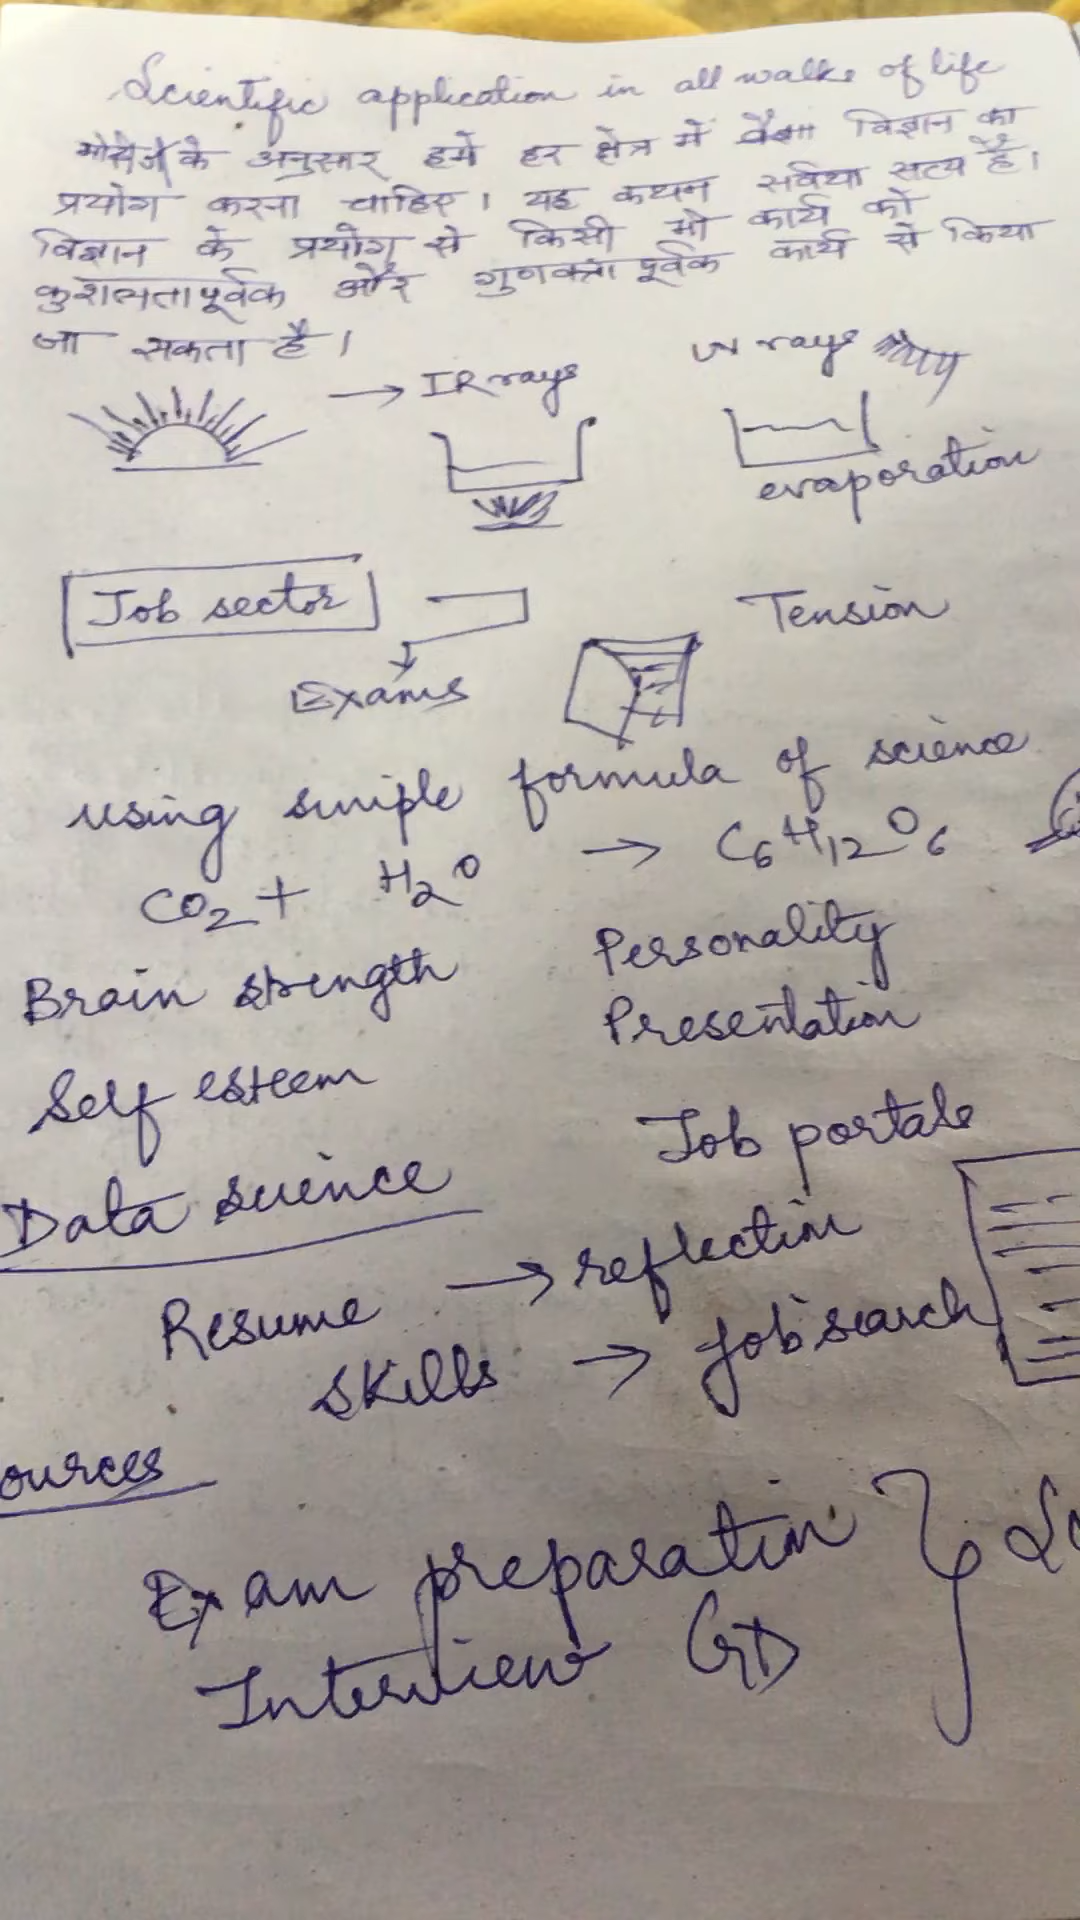 Scientific application in all walks of life
के अनुसार हमें हर क्षेत्र में विज्ञान का
प्रयोग करना चाहिए। यह कथन सर्वथा सत्य है।
विज्ञान के प्रयोग से किसी भी कार्य को
कुशलतापूर्वक और गुणवत्तापूर्वक कार्य से किया
जा सकता है।
→ IR rays
UV rays
evaporation
Job sector
Tension
Exams
using simple formula of science
CO2 + H2O → C6H12O6
Brain strength
Personality
Presentation
Self esteem
Job portals
Data science
Resume → reflection
Skills → Job search
ources
Exam preparation
Interview GD